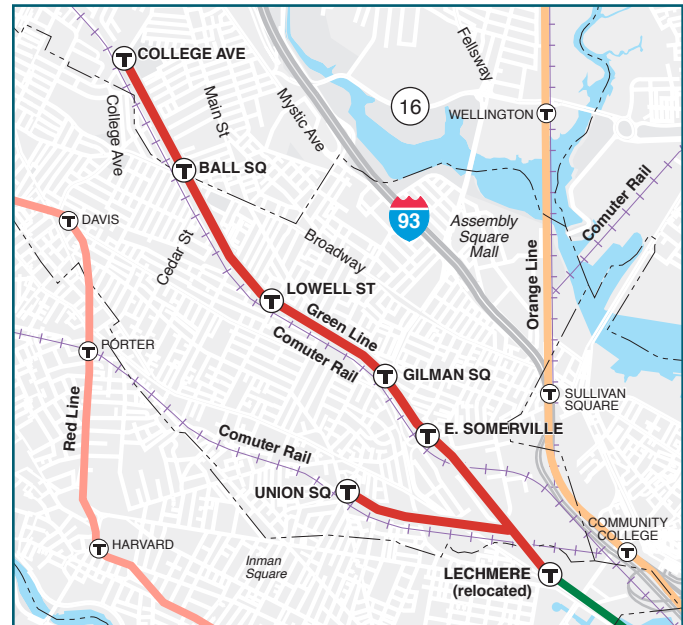 COLLEGE AVE
Fellsway
College Ave
Main St
Mystic Ave
16
WELLINGTON
BALL SQ
Comuter Rail
DAVIS
93
Assembly
Square
Mall
Cedar St
Broadway
Orange Line
LOWELL ST
Green Line
Comuter Rail
PORTER
GILMAN SQ
Red Line
SULLIVAN
SQUARE
E. SOMERVILLE
Comuter Rail
UNION SQ
COMMUNITY
COLLEGE
HARVARD
Inman
Square
LECHMERE
(relocated)
T
T
T
T
T
T
T
T
T
T
T
T
T
T